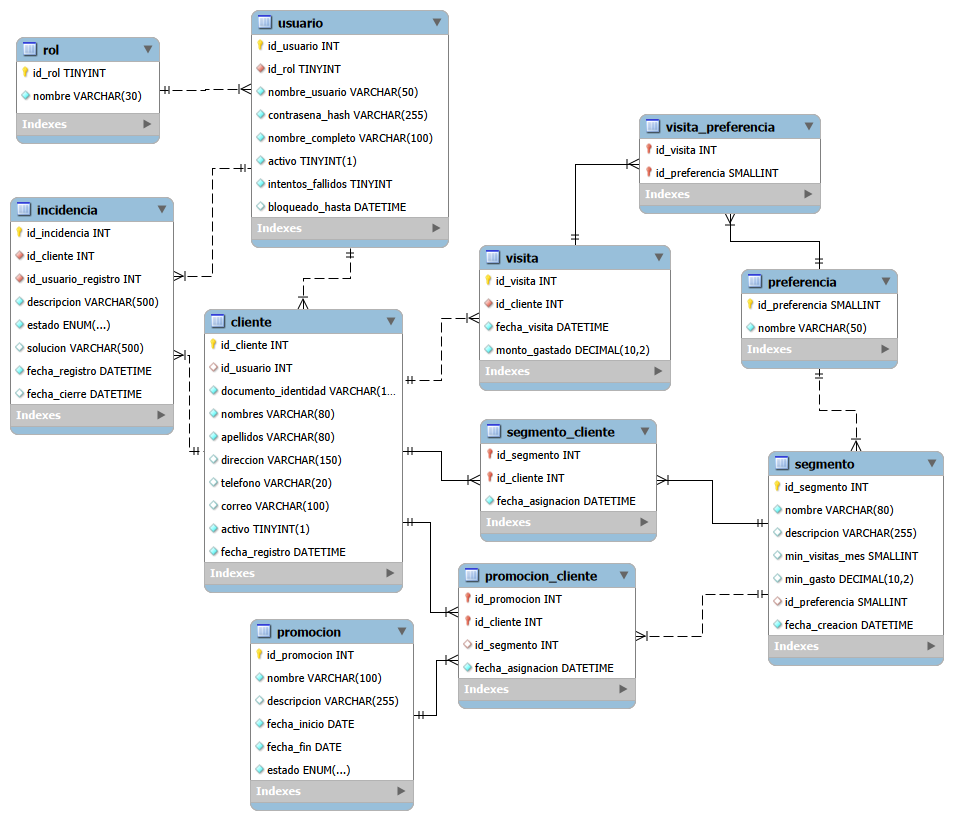 rol
id_rol TINYINT
nombre VARCHAR(30)
Indexes
usuario
id_usuario INT
id_rol TINYINT
nombre_usuario VARCHAR(50)
contrasena_hash VARCHAR(255)
nombre_completo VARCHAR(100)
activo TINYINT(1)
intentos_fallidos TINYINT
bloqueado_hasta DATETIME
Indexes
visita_preferencia
id_visita INT
id_preferencia SMALLINT
Indexes
incidencia
id_incidencia INT
id_cliente INT
id_usuario_registro INT
descripcion VARCHAR(500)
estado ENUM(...)
solucion VARCHAR(500)
fecha_registro DATETIME
fecha_cierre DATETIME
Indexes
visita
id_visita INT
id_cliente INT
fecha_visita DATETIME
monto_gastado DECIMAL(10,2)
Indexes
preferencia
id_preferencia SMALLINT
nombre VARCHAR(50)
Indexes
cliente
id_cliente INT
id_usuario INT
documento_identidad VARCHAR(1...
nombres VARCHAR(80)
apellidos VARCHAR(80)
direccion VARCHAR(150)
telefono VARCHAR(20)
correo VARCHAR(100)
activo TINYINT(1)
fecha_registro DATETIME
Indexes
segmento_cliente
id_segmento INT
id_cliente INT
fecha_asignacion DATETIME
Indexes
segmento
id_segmento INT
nombre VARCHAR(80)
descripcion VARCHAR(255)
min_visitas_mes SMALLINT
min_gasto DECIMAL(10,2)
id_preferencia SMALLINT
fecha_creacion DATETIME
Indexes
promocion_cliente
id_promocion INT
id_cliente INT
id_segmento INT
fecha_asignacion DATETIME
Indexes
promocion
id_promocion INT
nombre VARCHAR(100)
descripcion VARCHAR(255)
fecha_inicio DATE
fecha_fin DATE
estado ENUM(...)
Indexes